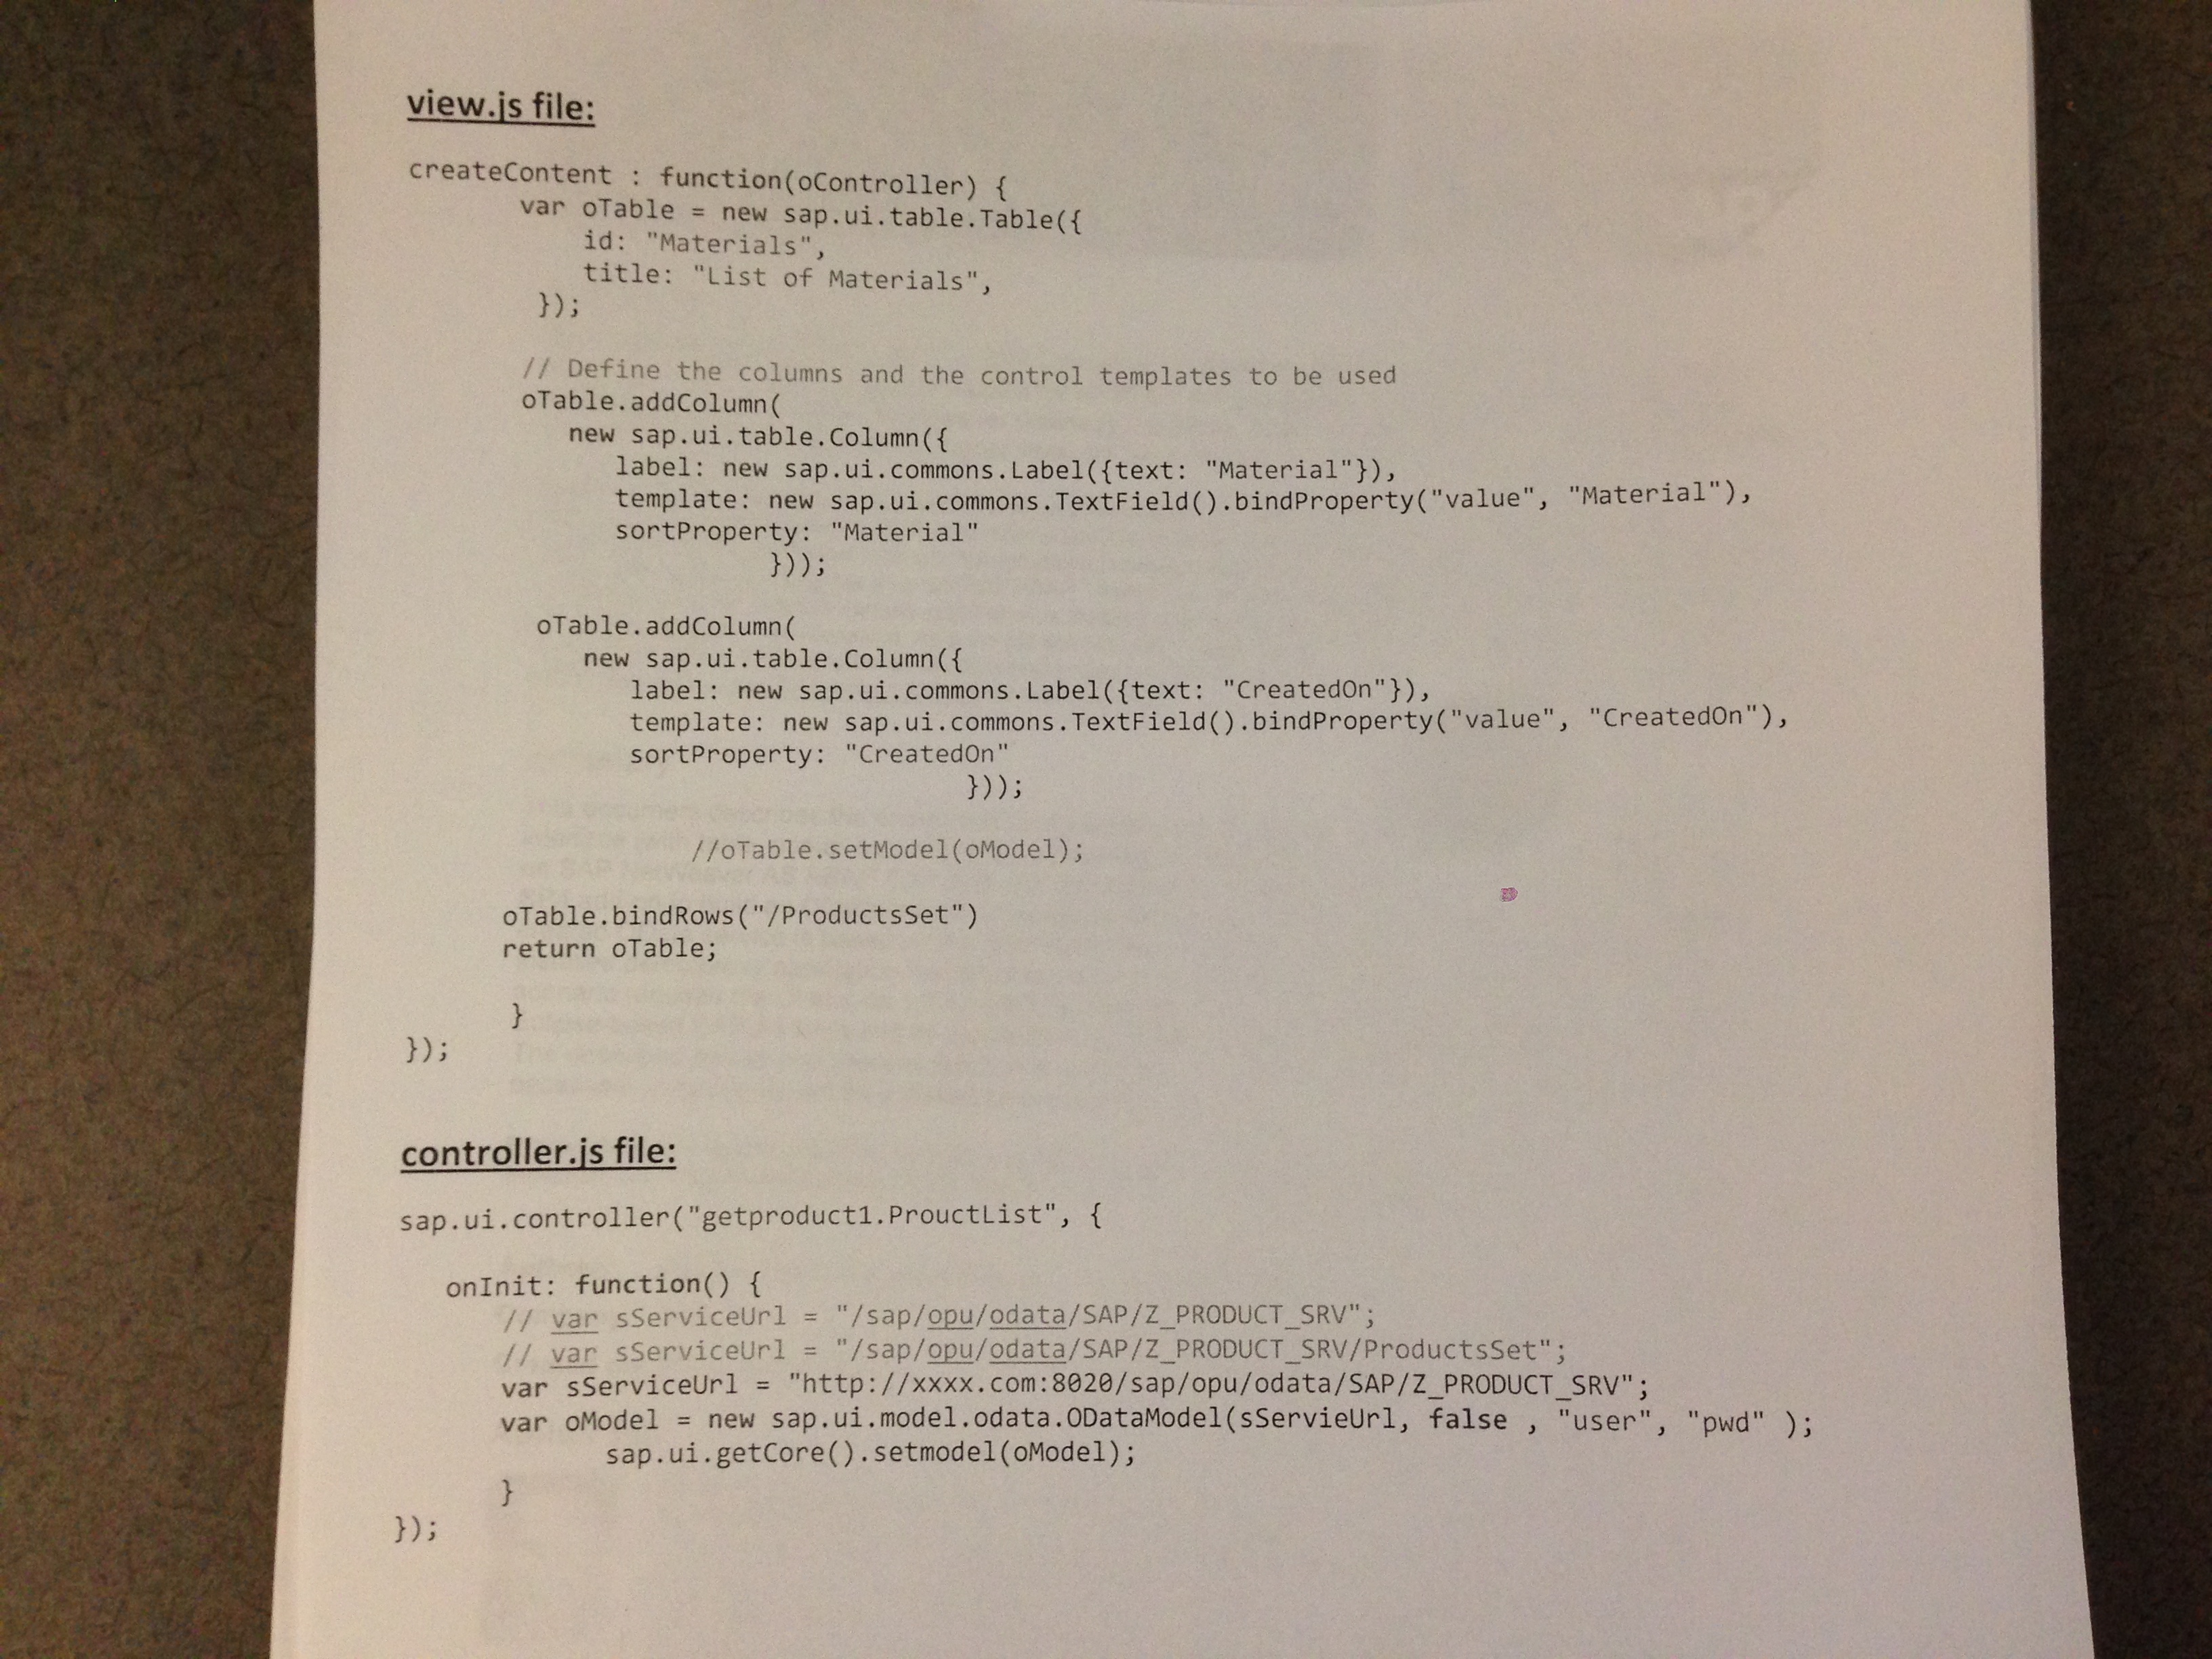 view.js file:
createContent : function(oController) {
var oTable = new sap.ui.table.Table({
id: "Materials",
title: "List of Materials",
});
// Define the columns and the control templates to be used
oTable.addColumn(
new sap.ui.table.Column({
label: new sap.ui.commons.Label({text: "Material"}),
template: new sap.ui.commons.TextField().bindProperty("value", "Material"),
sortProperty: "Material"
}));
oTable.addColumn(
new sap.ui.table.Column({
label: new sap.ui.commons.Label({text: "CreatedOn"}),
template: new sap.ui.commons.TextField().bindProperty("value", "CreatedOn"),
sortProperty: "CreatedOn"
}));
//oTable.setModel(oModel);
oTable.bindRows("/ProductsSet")
return oTable;
}
});
controller.js file:
sap.ui.controller("getproduct1.ProuctList", {
onInit: function() {
// var sServiceUrl = "/sap/opu/odata/SAP/Z_PRODUCT_SRV";
// var sServiceUrl = "/sap/opu/odata/SAP/Z_PRODUCT_SRV/ProductsSet";
var sServiceUrl = "http://xxxx.com:8020/sap/opu/odata/SAP/Z_PRODUCT_SRV";
var oModel = new sap.ui.model.odata.ODataModel(sServieUrl, false , "user", "pwd" );
sap.ui.getCore().setmodel(oModel);
}
});